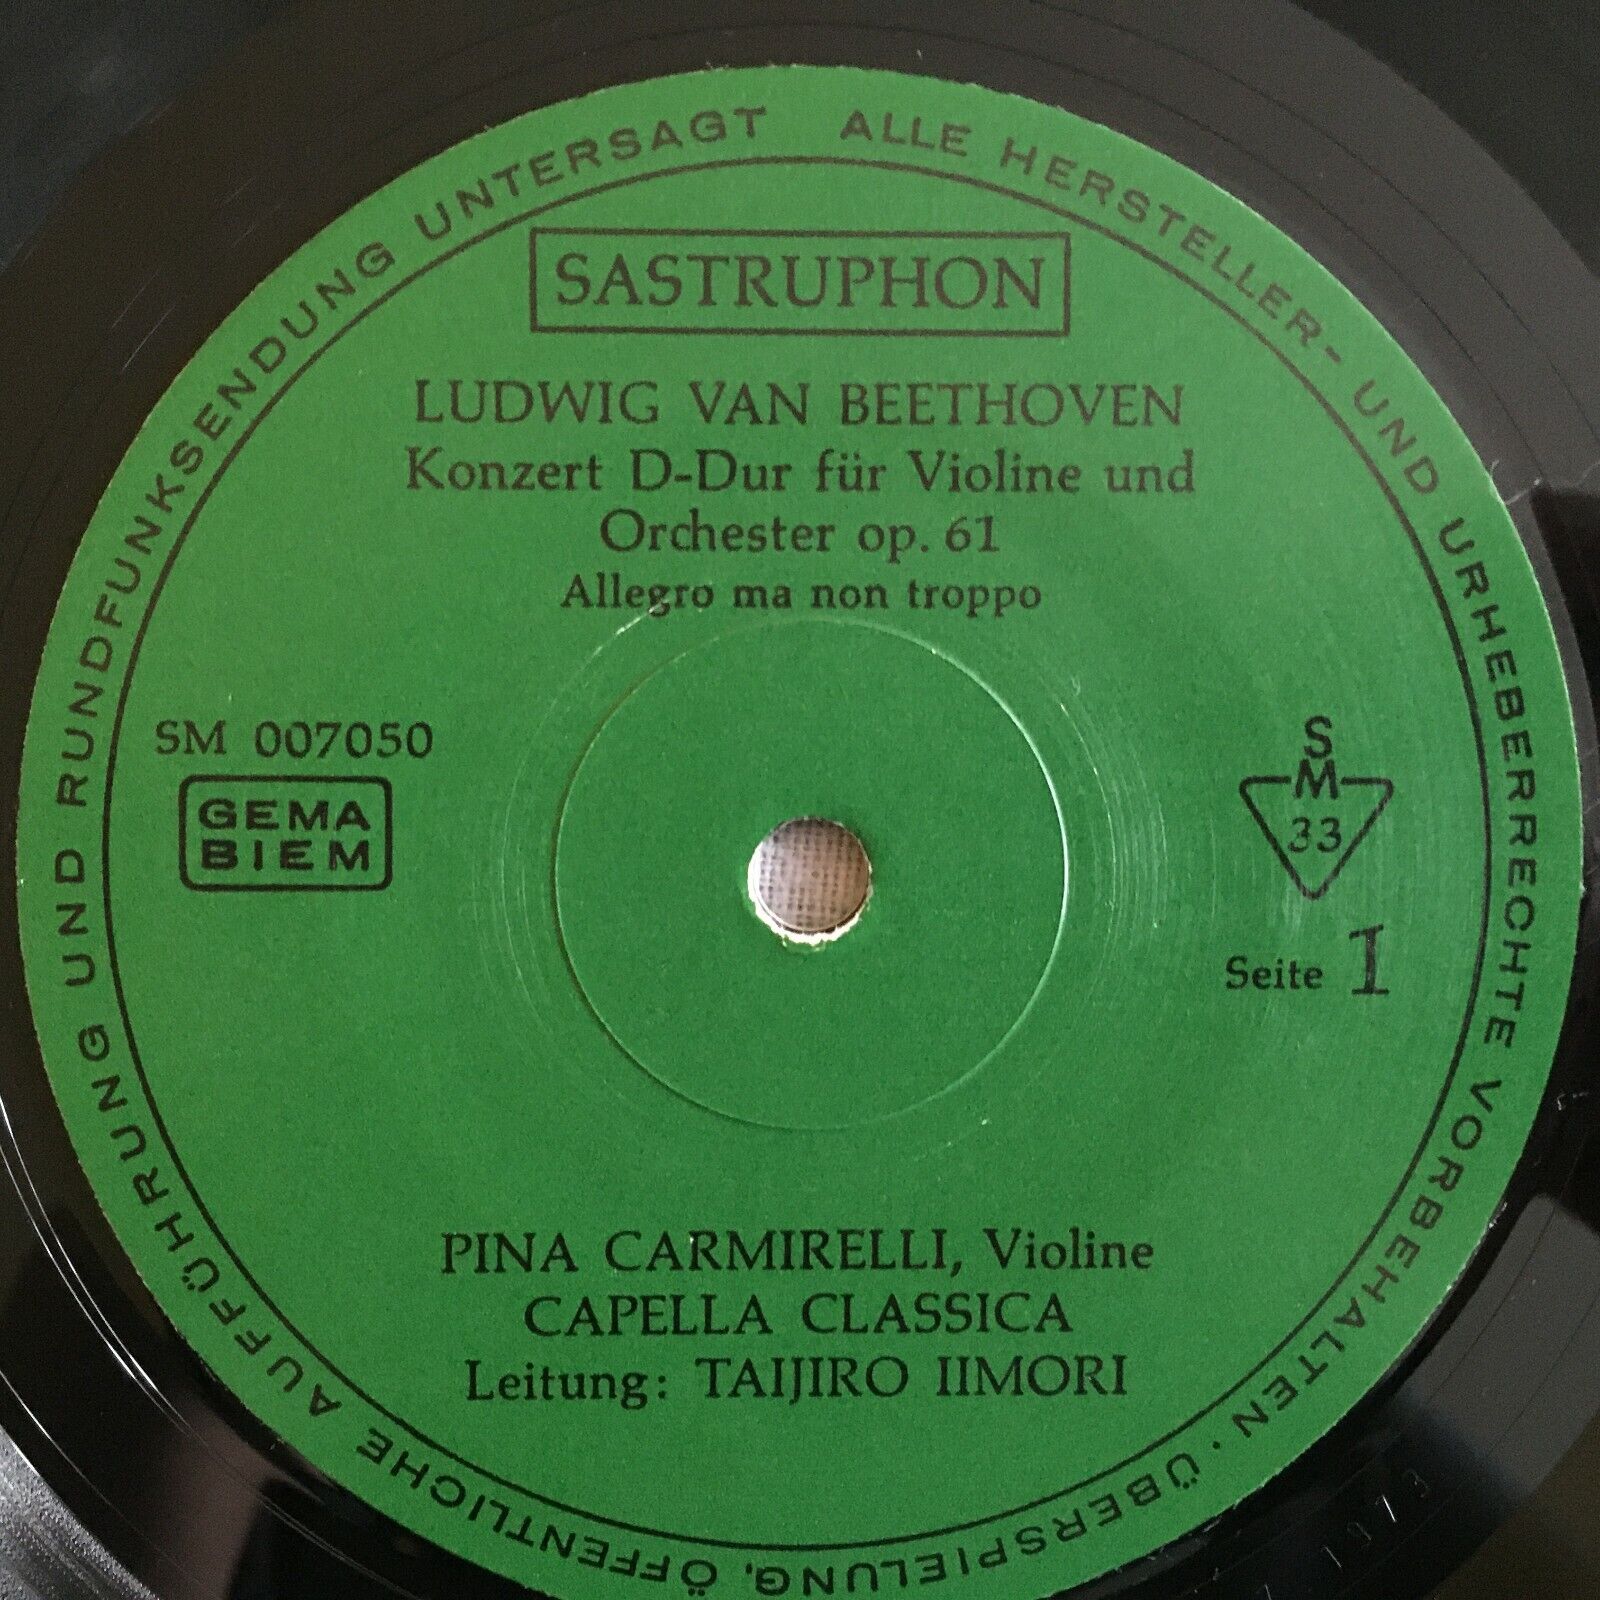 ALLE HERSTELLER- UND URHEBERRECHTE VORBEHALTEN · ÜBERSPIELUNG, ÖFFENTLICHE AUFFÜHRUNG UND RUNDFUNKSENDUNG UNTERSAGT
SASTRUPHON
LUDWIG VAN BEETHOVEN
Konzert D-Dur für Violine und
Orchester op. 61
Allegro ma non troppo
SM 007050
GEMA
BIEM
S
M
33
Seite 1
PINA CARMIRELLI, Violine
CAPELLA CLASSICA
Leitung: TAIJIRO IIMORI
1973